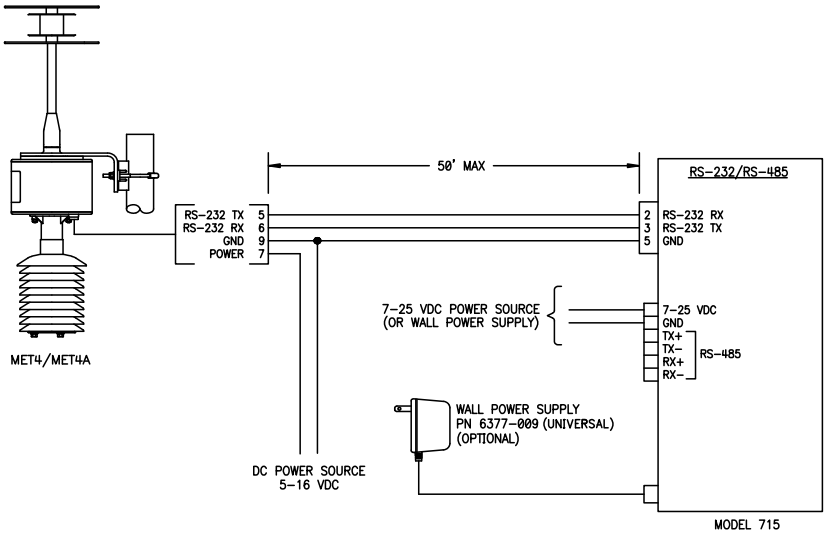 50' MAX
RS-232/RS-485
RS-232 TX 5
RS-232 RX 6
GND 9
POWER 7
2 RS-232 RX
3 RS-232 TX
5 GND
7-25 VDC POWER SOURCE
(OR WALL POWER SUPPLY)
7-25 VDC
GND
TX+
TX-
RX+
RX-
RS-485
MET4/MET4A
WALL POWER SUPPLY
PN 6377-009 (UNIVERSAL)
(OPTIONAL)
DC POWER SOURCE
5-16 VDC
MODEL 715